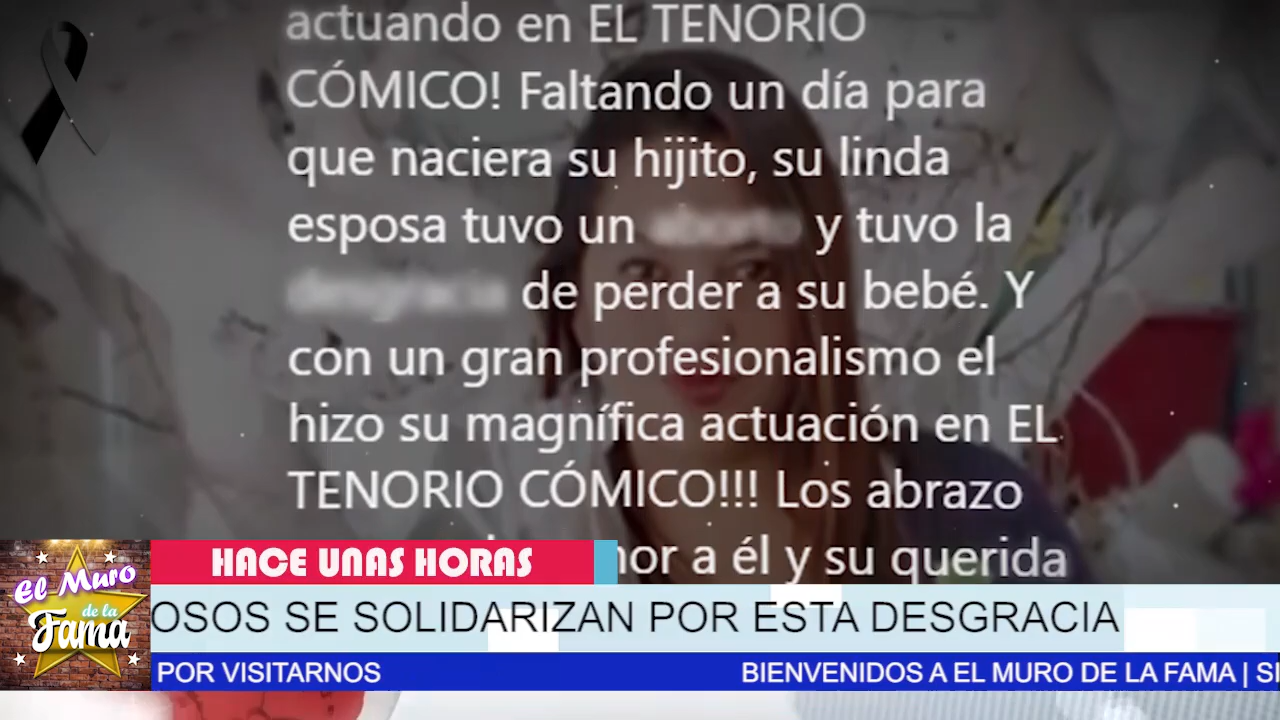 actuando en EL TENORIO
CÓMICO! Faltando un día para
que naciera su hijito, su linda
esposa tuvo un aborto y tuvo la
desgracia de perder a su bebé. Y
con un gran profesionalismo el
hizo su magnífica actuación en EL
TENORIO CÓMICO!!! Los abrazo
a él y su querida
HACE UNAS HORAS
El Muro
de la
Fama
OSOS SE SOLIDARIZAN POR ESTA DESGRACIA
POR VISITARNOS
BIENVENIDOS A EL MURO DE LA FAMA | SI